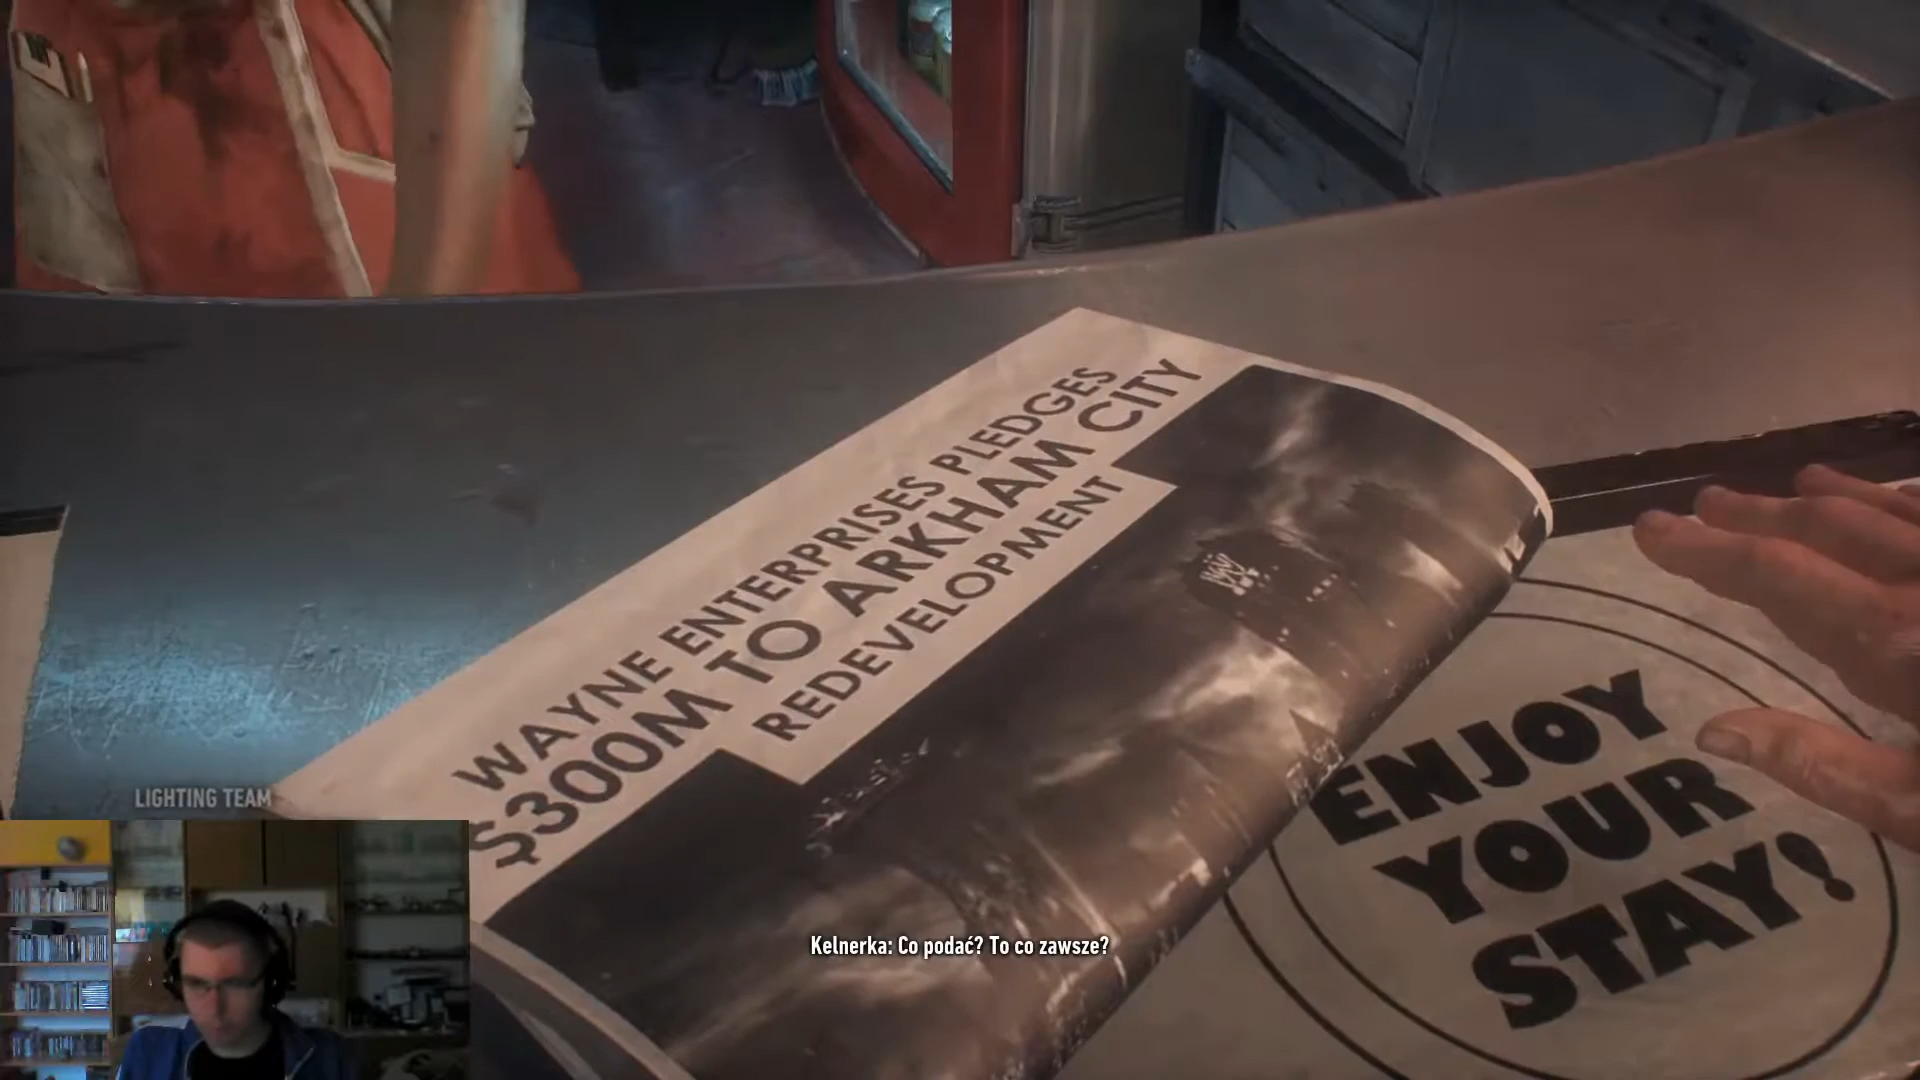 WAYNE ENTERPRISES PLEDGES
$300M TO ARKHAM CITY
REDEVELOPMENT
LIGHTING TEAM
ENJOY
YOUR
STAY!
Kelnerka: Co podać? To co zawsze?